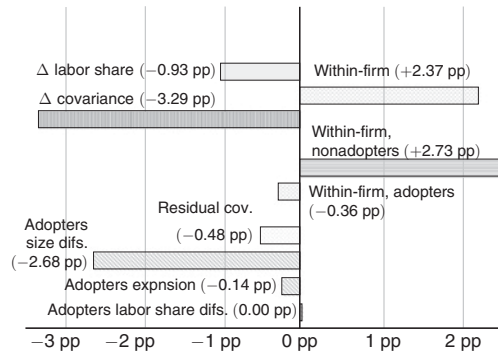 Δ labor share (−0.93 pp)
Within-firm (+2.37 pp)
Δ covariance (−3.29 pp)
Within-firm,
nonadopters (+2.73 pp)
Within-firm, adopters
(−0.36 pp)
Residual cov.
(−0.48 pp)
Adopters
size difs.
(−2.68 pp)
Adopters expnsion (−0.14 pp)
Adopters labor share difs. (0.00 pp)
−3 pp −2 pp −1 pp 0 pp 1 pp 2 pp